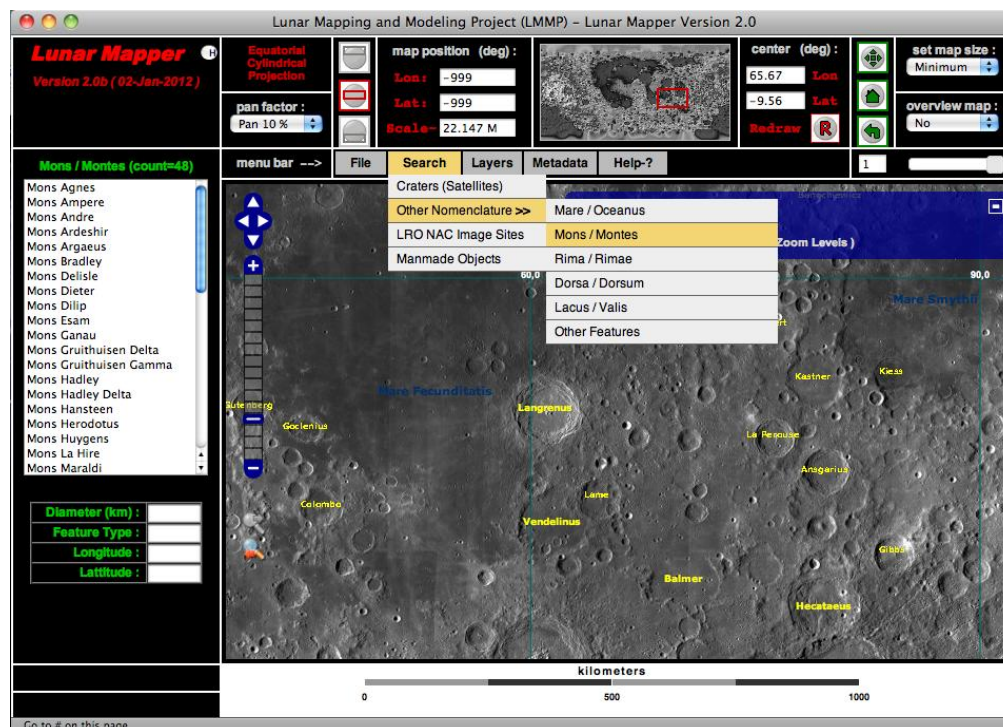 Lunar Mapping and Modeling Project (LMMP) – Lunar Mapper Version 2.0
Lunar Mapper
H
Version 2.0b ( 02-Jan-2012 )
Equatorial
Cylindrical
Projection
pan factor :
Pan 10 %
map position (deg) :
Lon: -999
Lat: -999
Scale~ 22.147 M
center (deg) :
65.67 Lon
-9.56 Lat
Redraw R
set map size :
Minimum
overview map :
No
Mons / Montes (count=48)
menu bar -->
File
Search
Layers
Metadata
Help-?
1
Mons Agnes
Mons Ampere
Mons Andre
Mons Ardeshir
Mons Argaeus
Mons Bradley
Mons Delisle
Mons Dieter
Mons Dilip
Mons Esam
Mons Ganau
Mons Gruithuisen Delta
Mons Gruithuisen Gamma
Mons Hadley
Mons Hadley Delta
Mons Hansteen
Mons Herodotus
Mons Huygens
Mons La Hire
Mons Maraldi
Craters (Satellites)
Other Nomenclature >>
LRO NAC Image Sites
Manmade Objects
Mare / Oceanus
Mons / Montes
Rima / Rimae
Dorsa / Dorsum
Lacus / Valis
Other Features
Zoom Levels )
60,0
90,0
Mare Smythii
Mare Fecunditatis
Kastner
Kiess
Gutenberg
Langrenus
Goclenius
La Perouse
Ansgarius
Lame
Colombo
Vendelinus
Gibbs
Balmer
Hecataeus
Diameter (km) :
Feature Type :
Longitude :
Lattitude :
kilometers
0
500
1000
Go to # on this page